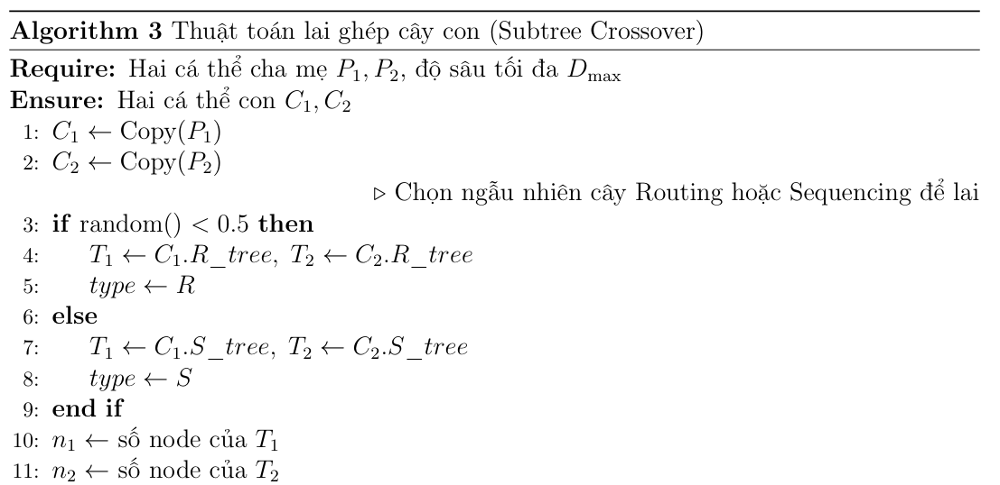 Algorithm 3 Thuật toán lai ghép cây con (Subtree Crossover)
Require: Hai cá thể cha mẹ P₁, P₂, độ sâu tối đa Dmax
Ensure: Hai cá thể con C₁, C₂
1: C₁ ← Copy(P₁)
2: C₂ ← Copy(P₂)
▷ Chọn ngẫu nhiên cây Routing hoặc Sequencing để lai
3: if random() < 0.5 then
4: T₁ ← C₁.R_tree, T₂ ← C₂.R_tree
5: type ← R
6: else
7: T₁ ← C₁.S_tree, T₂ ← C₂.S_tree
8: type ← S
9: end if
10: n₁ ← số node của T₁
11: n₂ ← số node của T₂